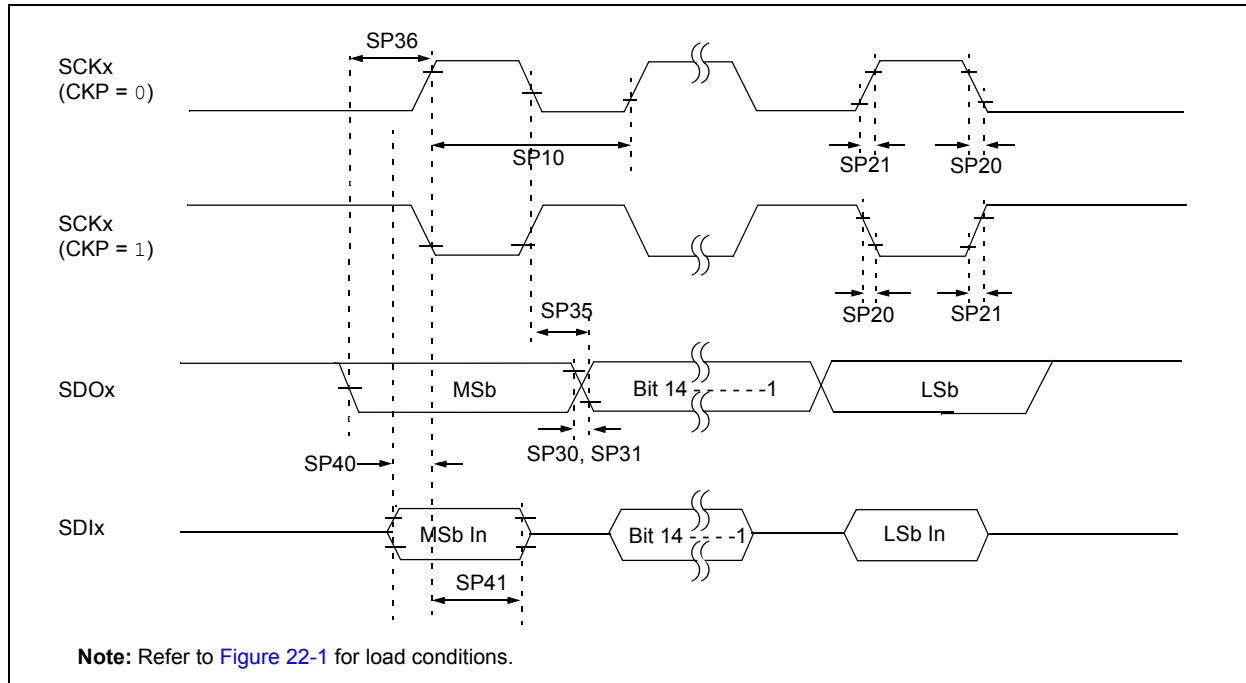 SP36
SCKx
(CKP = 0)
SP10
SP21
SP20
SCKx
(CKP = 1)
SP35
SP20
SP21
SDOx
MSb
Bit 14 - - - - - -1
LSb
SP30, SP31
SP40
SDIx
MSb In
Bit 14 - - - - -1
LSb In
SP41
Note: Refer to Figure 22-1 for load conditions.